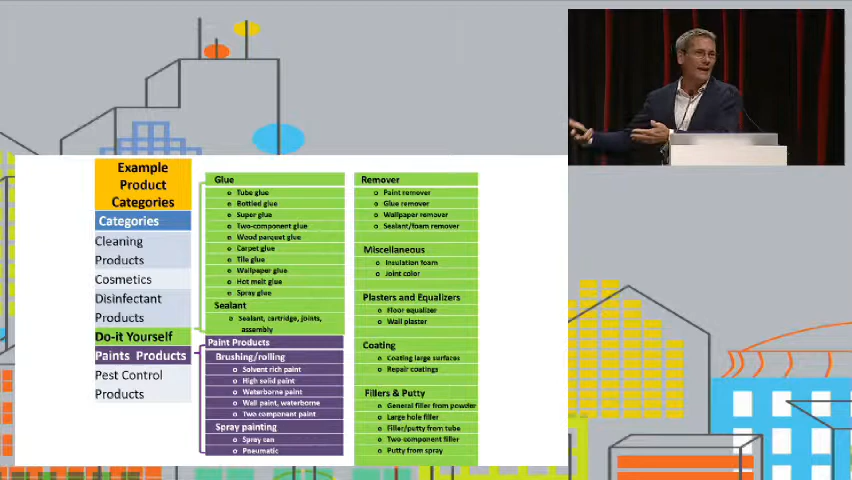 Example
Product
Categories
Categories
Cleaning
Products
Cosmetics
Disinfectant
Products
Do-it Yourself
Paints Products
Pest Control
Products
Glue
o Tube glue
o Bottled glue
o Super glue
o Two-component glue
o Wood parquet glue
o Carpet glue
o Tile glue
o Wallpaper glue
o Hot melt glue
o Spray glue
Sealant
o Sealant, cartridge, joints,
assembly
Paint Products
Brushing/rolling
o Solvent rich paint
o High solid paint
o Waterborne paint
o Wall paint, waterborne
o Two component paint
Spray painting
o Spray can
o Pneumatic
Remover
o Paint remover
o Glue remover
o Wallpaper remover
o Sealant/foam remover
Miscellaneous
o Insulation foam
o Joint color
Plasters and Equalizers
o Floor equalizer
o Wall plaster
Coating
o Coating large surfaces
o Repair coatings
Fillers & Putty
o General filler from powder
o Large hole filler
o Filler/putty from tube
o Two-component filler
o Putty from spray